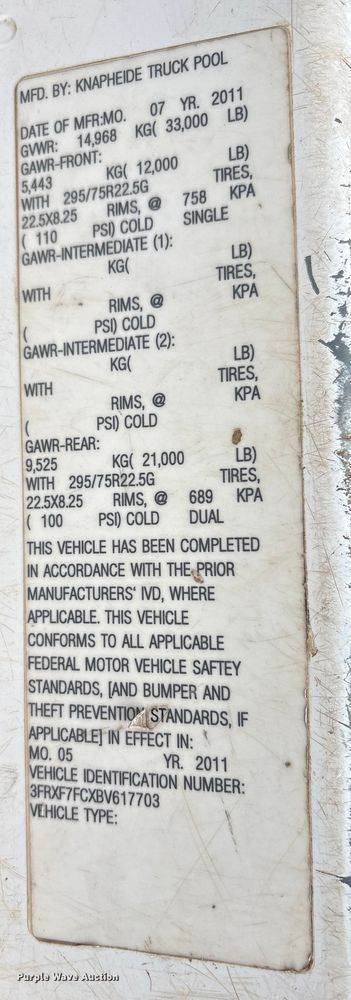 MFD. BY: KNAPHEIDE TRUCK POOL
DATE OF MFR:MO. 07 YR. 2011
GVWR: 14,968 KG( 33,000 LB)
GAWR-FRONT:
5,443 KG( 12,000 LB)
WITH 295/75R22.5G TIRES,
22.5X8.25 RIMS, @ 758 KPA
( 110 PSI) COLD SINGLE
GAWR-INTERMEDIATE (1):
KG( LB)
WITH TIRES,
RIMS, @ KPA
( PSI) COLD
GAWR-INTERMEDIATE (2):
KG( LB)
WITH TIRES,
RIMS, @ KPA
( PSI) COLD
GAWR-REAR:
9,525 KG( 21,000 LB)
WITH 295/75R22.5G TIRES,
22.5X8.25 RIMS, @ 689 KPA
( 100 PSI) COLD DUAL
THIS VEHICLE HAS BEEN COMPLETED
IN ACCORDANCE WITH THE PRIOR
MANUFACTURERS' IVD, WHERE
APPLICABLE. THIS VEHICLE
CONFORMS TO ALL APPLICABLE
FEDERAL MOTOR VEHICLE SAFTEY
STANDARDS, [AND BUMPER AND
THEFT PREVENTION STANDARDS, IF
APPLICABLE] IN EFFECT IN:
MO. 05 YR. 2011
VEHICLE IDENTIFICATION NUMBER:
3FRXF7FCXBV617703
VEHICLE TYPE:
Purple Wave Auction